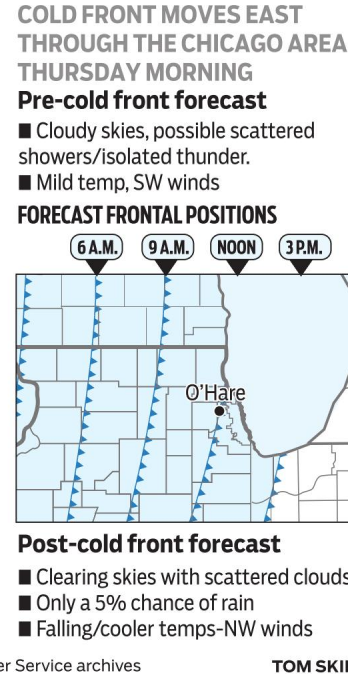 COLD FRONT MOVES EAST
THROUGH THE CHICAGO AREA
THURSDAY MORNING
Pre-cold front forecast
■ Cloudy skies, possible scattered
showers/isolated thunder.
■ Mild temp, SW winds
FORECAST FRONTAL POSITIONS
6 A.M. 9 A.M. NOON 3 P.M.
O'Hare
Post-cold front forecast
■ Clearing skies with scattered clouds
■ Only a 5% chance of rain
■ Falling/cooler temps-NW winds
Service archives
TOM